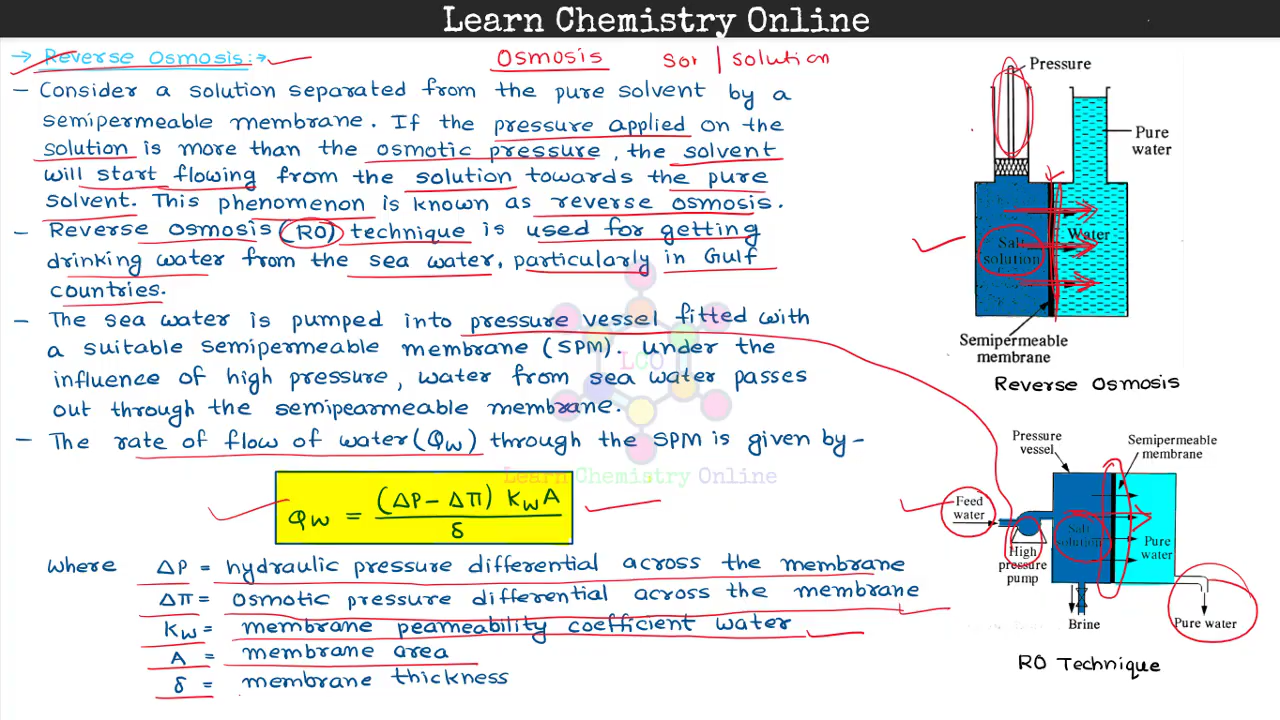 Learn Chemistry Online
→ Reverse Osmosis :→
Osmosis
Sol | solution
– Consider a solution separated from the pure solvent by a
semipermeable membrane. If the pressure applied on the
solution is more than the osmotic pressure, the solvent
will start flowing from the solution towards the pure
solvent. This phenomenon is known as reverse osmosis.
– Reverse osmosis (RO) technique is used for getting
drinking water from the sea water, particularly in Gulf
countries.
– The sea water is pumped into pressure vessel fitted with
a suitable semipermeable membrane (SPM). Under the
influence of high pressure, water from sea water passes
out through the semipearmeable membrane.
– The rate of flow of water (Qw) through the SPM is given by –
LCO
Learn Chemistry Online
Qw = (ΔP – Δπ) Kw A / δ
where ΔP = hydraulic pressure differential across the membrane
Δπ = Osmotic pressure differential across the membrane
Kw = membrane peameability coefficient water
A = membrane area
δ = membrane thickness
Pressure
Pure
water
Water
Salt
solution
Semipermeable
membrane
Reverse Osmosis
Pressure
vessel
Semipermeable
membrane
Feed
water
Salt
solution
Pure
water
High
pressure
pump
Brine
Pure water
RO Technique